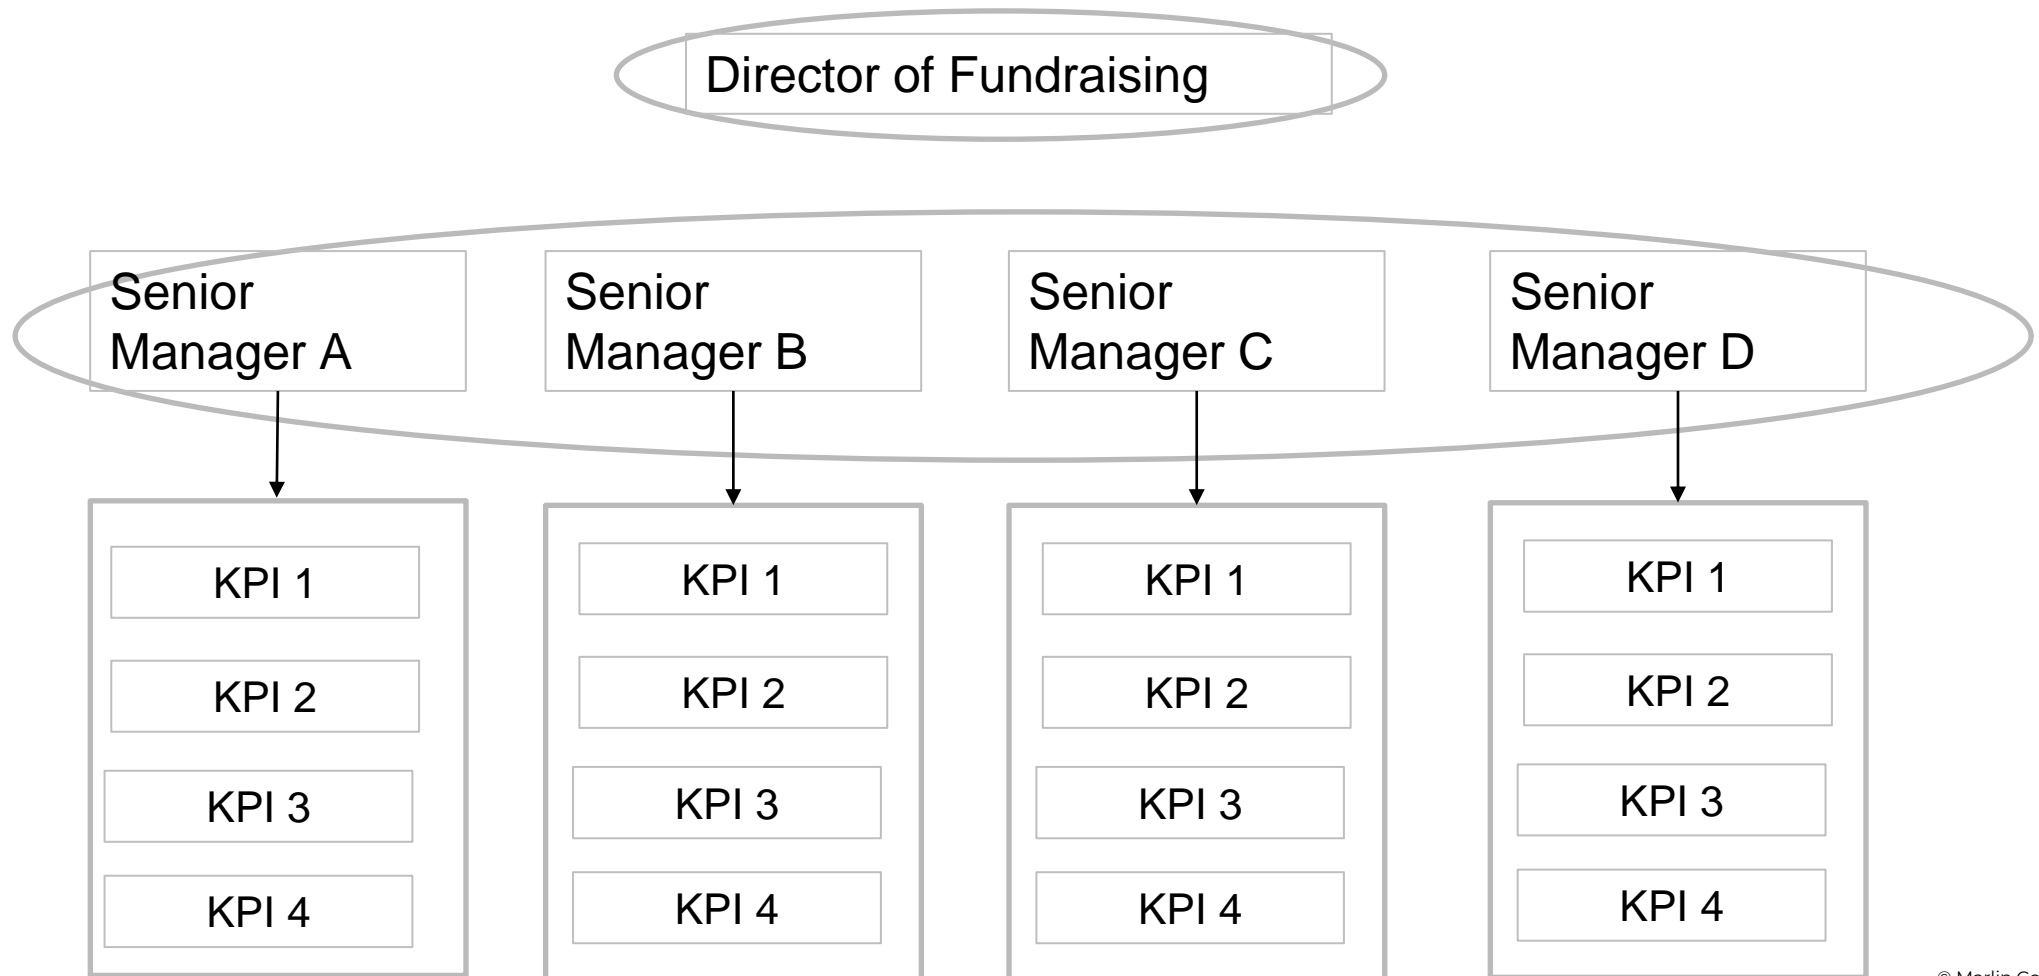 Director of Fundraising
Senior
Manager A
Senior
Manager B
Senior
Manager C
Senior
Manager D
KPI 1
KPI 2
KPI 3
KPI 4
KPI 1
KPI 2
KPI 3
KPI 4
KPI 1
KPI 2
KPI 3
KPI 4
KPI 1
KPI 2
KPI 3
KPI 4